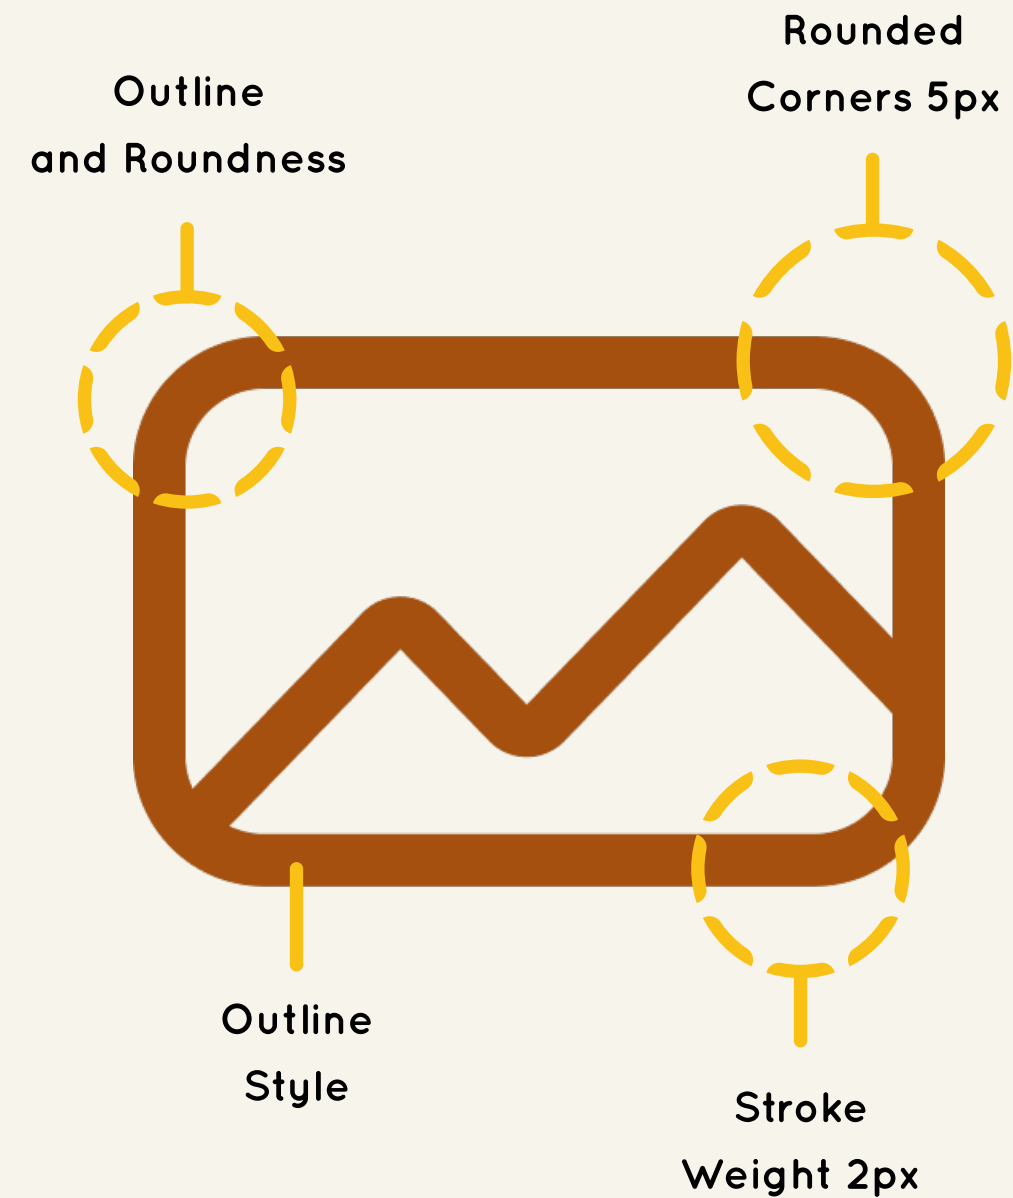 Outline
and Roundness
Rounded
Corners 5px
Outline
Style
Stroke
Weight 2px